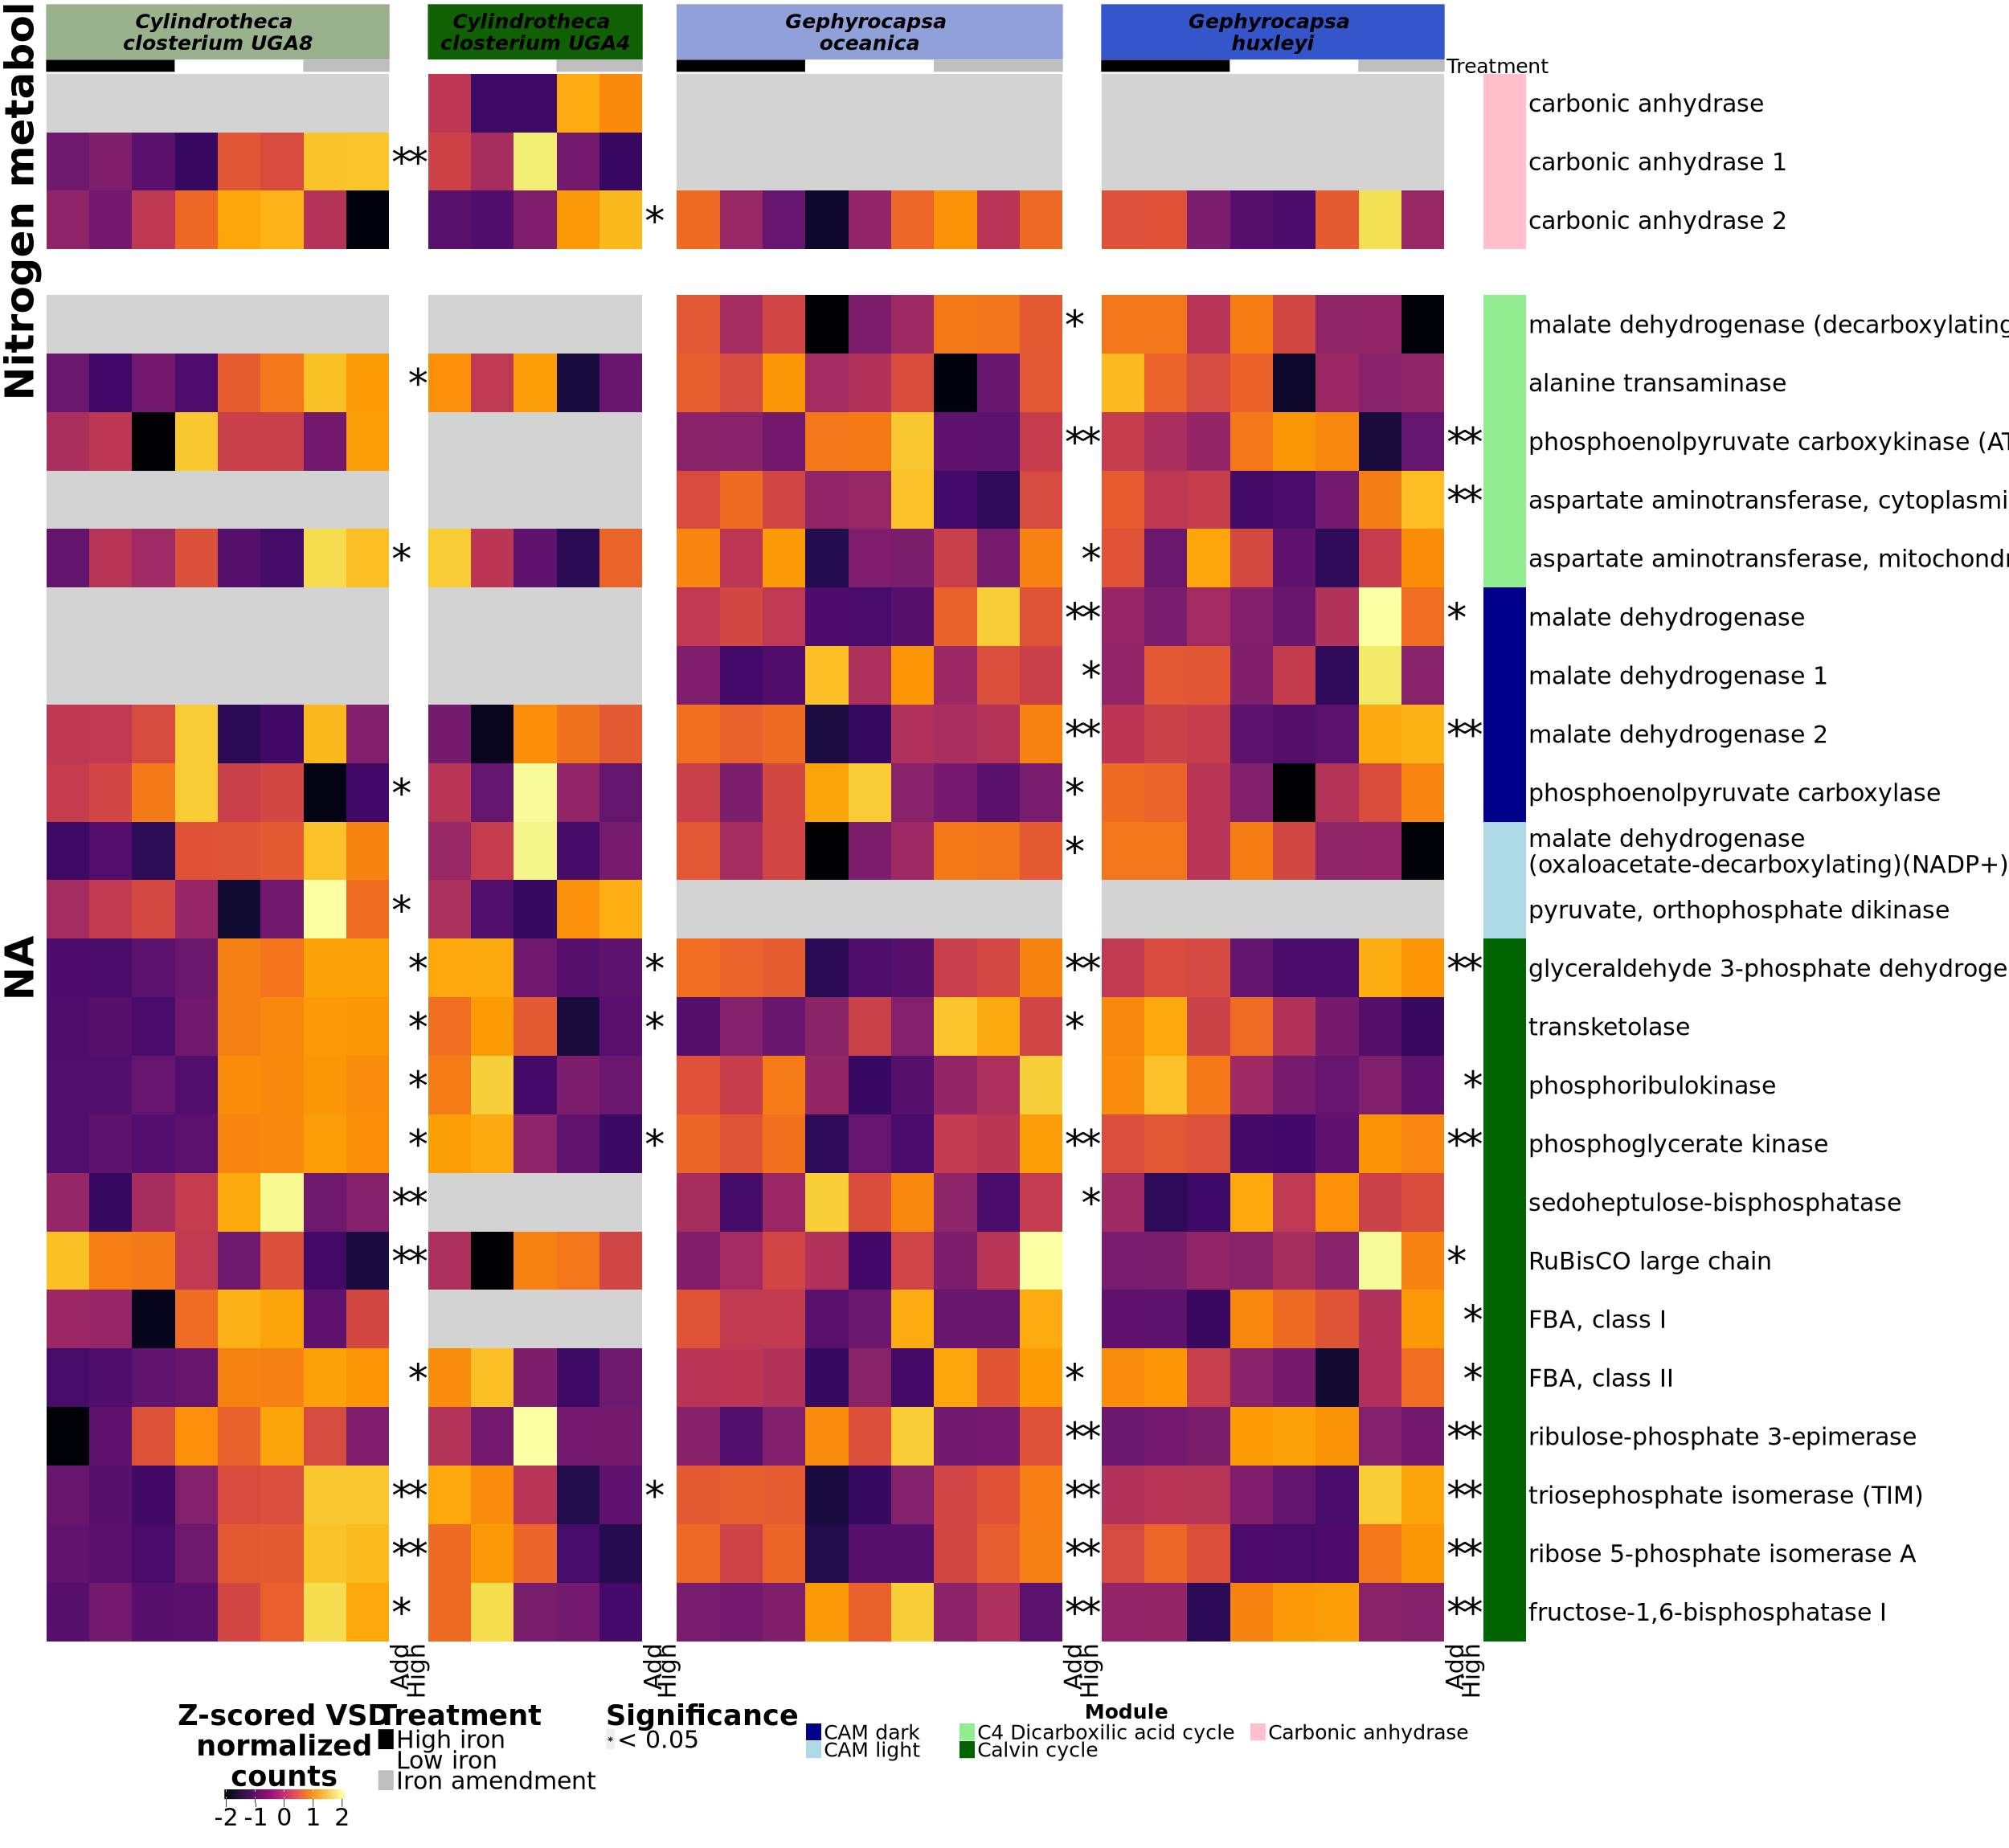 Cylindrotheca
closterium UGA8
Cylindrotheca
closterium UGA4
Gephyrocapsa
oceanica
Gephyrocapsa
huxleyi
Treatment
Nitrogen metabol
NA
carbonic anhydrase
** carbonic anhydrase 1
* carbonic anhydrase 2
* malate dehydrogenase (decarboxylating
* alanine transaminase
** ** phosphoenolpyruvate carboxykinase (AT
** aspartate aminotransferase, cytoplasmi
* * aspartate aminotransferase, mitochondr
** * malate dehydrogenase
* malate dehydrogenase 1
** ** malate dehydrogenase 2
* * phosphoenolpyruvate carboxylase
* malate dehydrogenase
(oxaloacetate-decarboxylating)(NADP+)
* pyruvate, orthophosphate dikinase
* * ** ** glyceraldehyde 3-phosphate dehydroge
* * * transketolase
* * phosphoribulokinase
* * ** ** phosphoglycerate kinase
** * sedoheptulose-bisphosphatase
** * RuBisCO large chain
* FBA, class I
* * * FBA, class II
** ** ribulose-phosphate 3-epimerase
** * ** ** triosephosphate isomerase (TIM)
** ** ** ribose 5-phosphate isomerase A
* ** ** fructose-1,6-bisphosphatase I
Add
High
Add
High
Add
High
Add
High
Z-scored VSD
normalized
counts
-2 -1 0 1 2
Treatment
High iron
Low iron
Iron amendment
Significance
* < 0.05
Module
CAM dark
CAM light
C4 Dicarboxilic acid cycle
Calvin cycle
Carbonic anhydrase